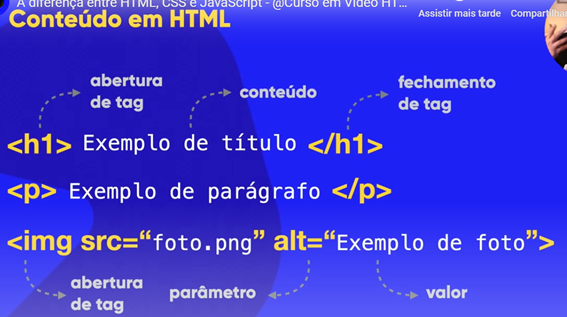 A diferença entre HTML, CSS e JavaScript - @Curso em Vídeo HT...
Assistir mais tarde
Compartilhar
Conteúdo em HTML
abertura
de tag
conteúdo
fechamento
de tag
<h1> Exemplo de título </h1>
<p> Exemplo de parágrafo </p>
<img src=“foto.png” alt=“Exemplo de foto”>
abertura
de tag
parâmetro
valor